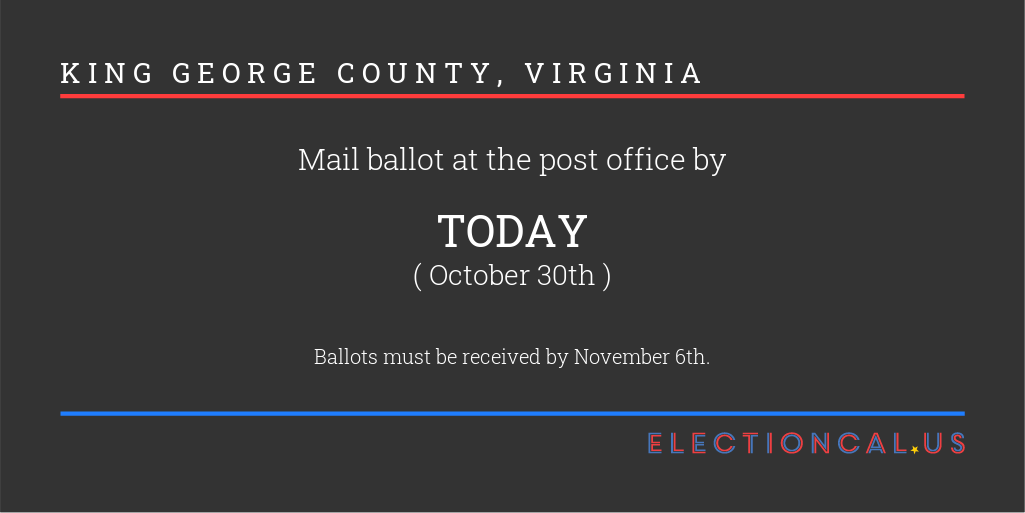 KING GEORGE COUNTY, VIRGINIA
Mail ballot at the post office by
TODAY
( October 30th )
Ballots must be received by November 6th.
ELECTIONCAL.US